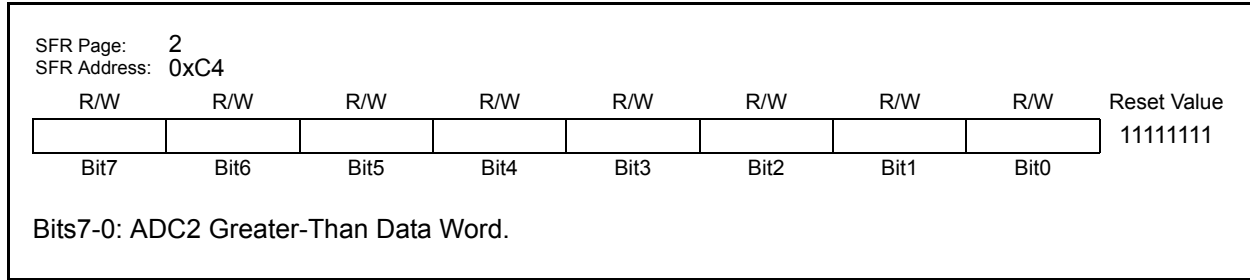 SFR Page: 2
SFR Address: 0xC4
R/W R/W R/W R/W R/W R/W R/W R/W Reset Value
11111111
Bit7 Bit6 Bit5 Bit4 Bit3 Bit2 Bit1 Bit0
Bits7-0: ADC2 Greater-Than Data Word.